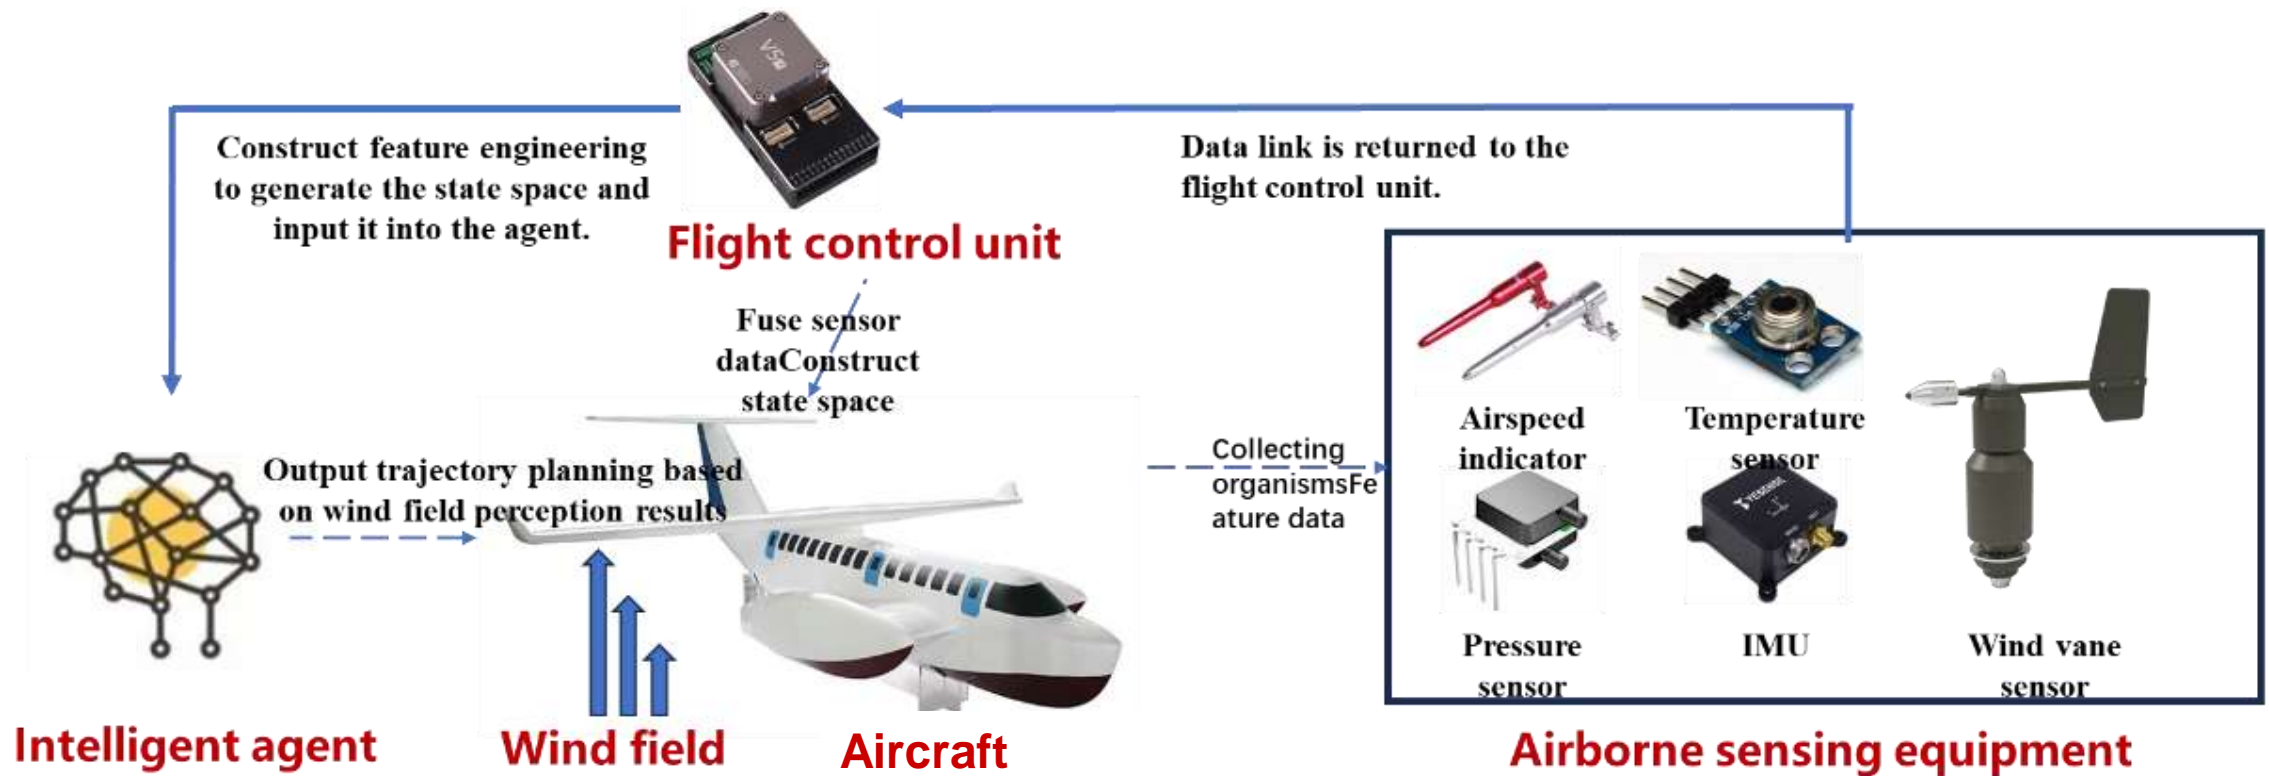 V5+
Construct feature engineering
to generate the state space and
input it into the agent.
Data link is returned to the
flight control unit.
Flight control unit
Fuse sensor
dataConstruct
state space
Airspeed
indicator
Temperature
sensor
Output trajectory planning based
on wind field perception results
Collecting
organismsFe
ature data
Pressure
sensor
IMU
Wind vane
sensor
Intelligent agent
Wind field
Aircraft
Airborne sensing equipment